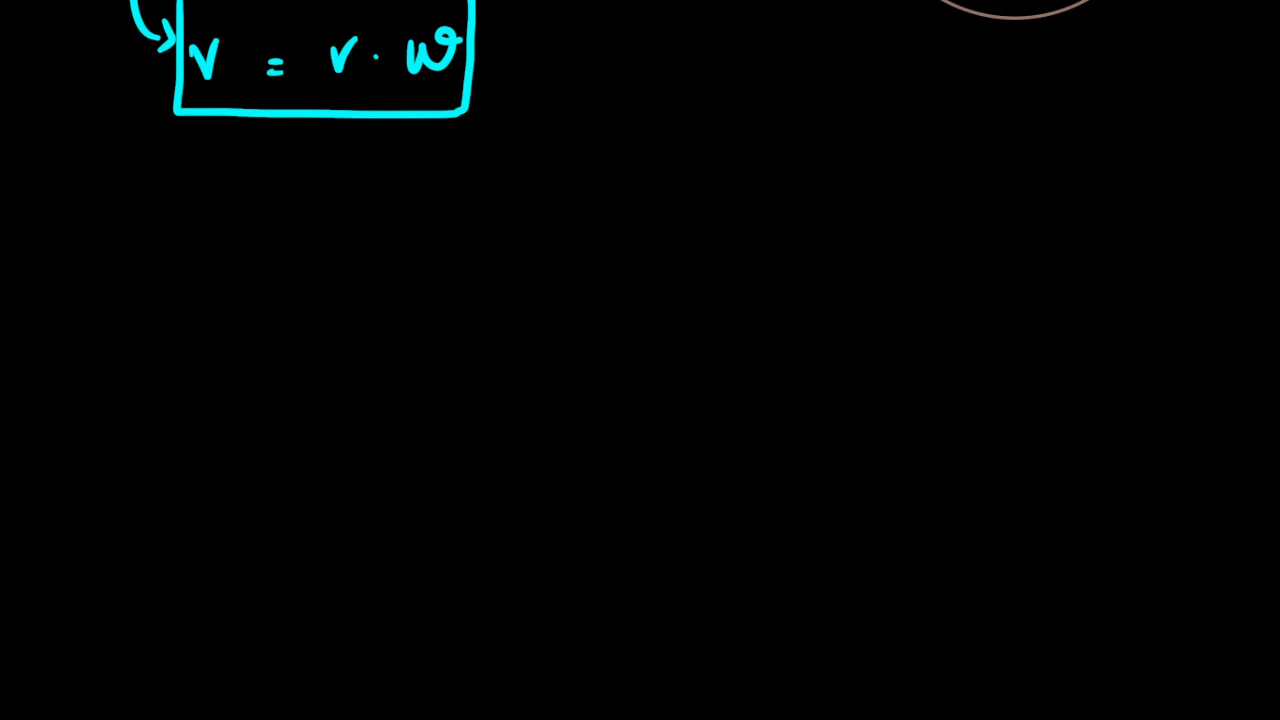 v = r · ω